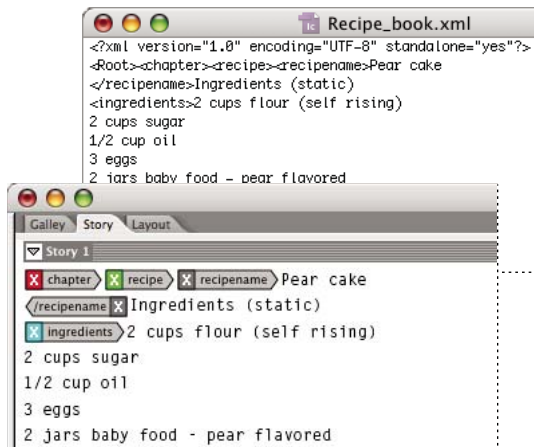 Recipe_book.xml
<?xml version="1.0" encoding="UTF-8" standalone="yes"?>
<Root><chapter><recipe><recipename>Pear cake
</recipename>Ingredients (static)
<ingredients>2 cups flour (self rising)
2 cups sugar
1/2 cup oil
3 eggs
2 jars baby food – pear flavored
Galley Story Layout
Story 1
chapter recipe recipename Pear cake
/recipename Ingredients (static)
ingredients 2 cups flour (self rising)
2 cups sugar
1/2 cup oil
3 eggs
2 jars baby food - pear flavored